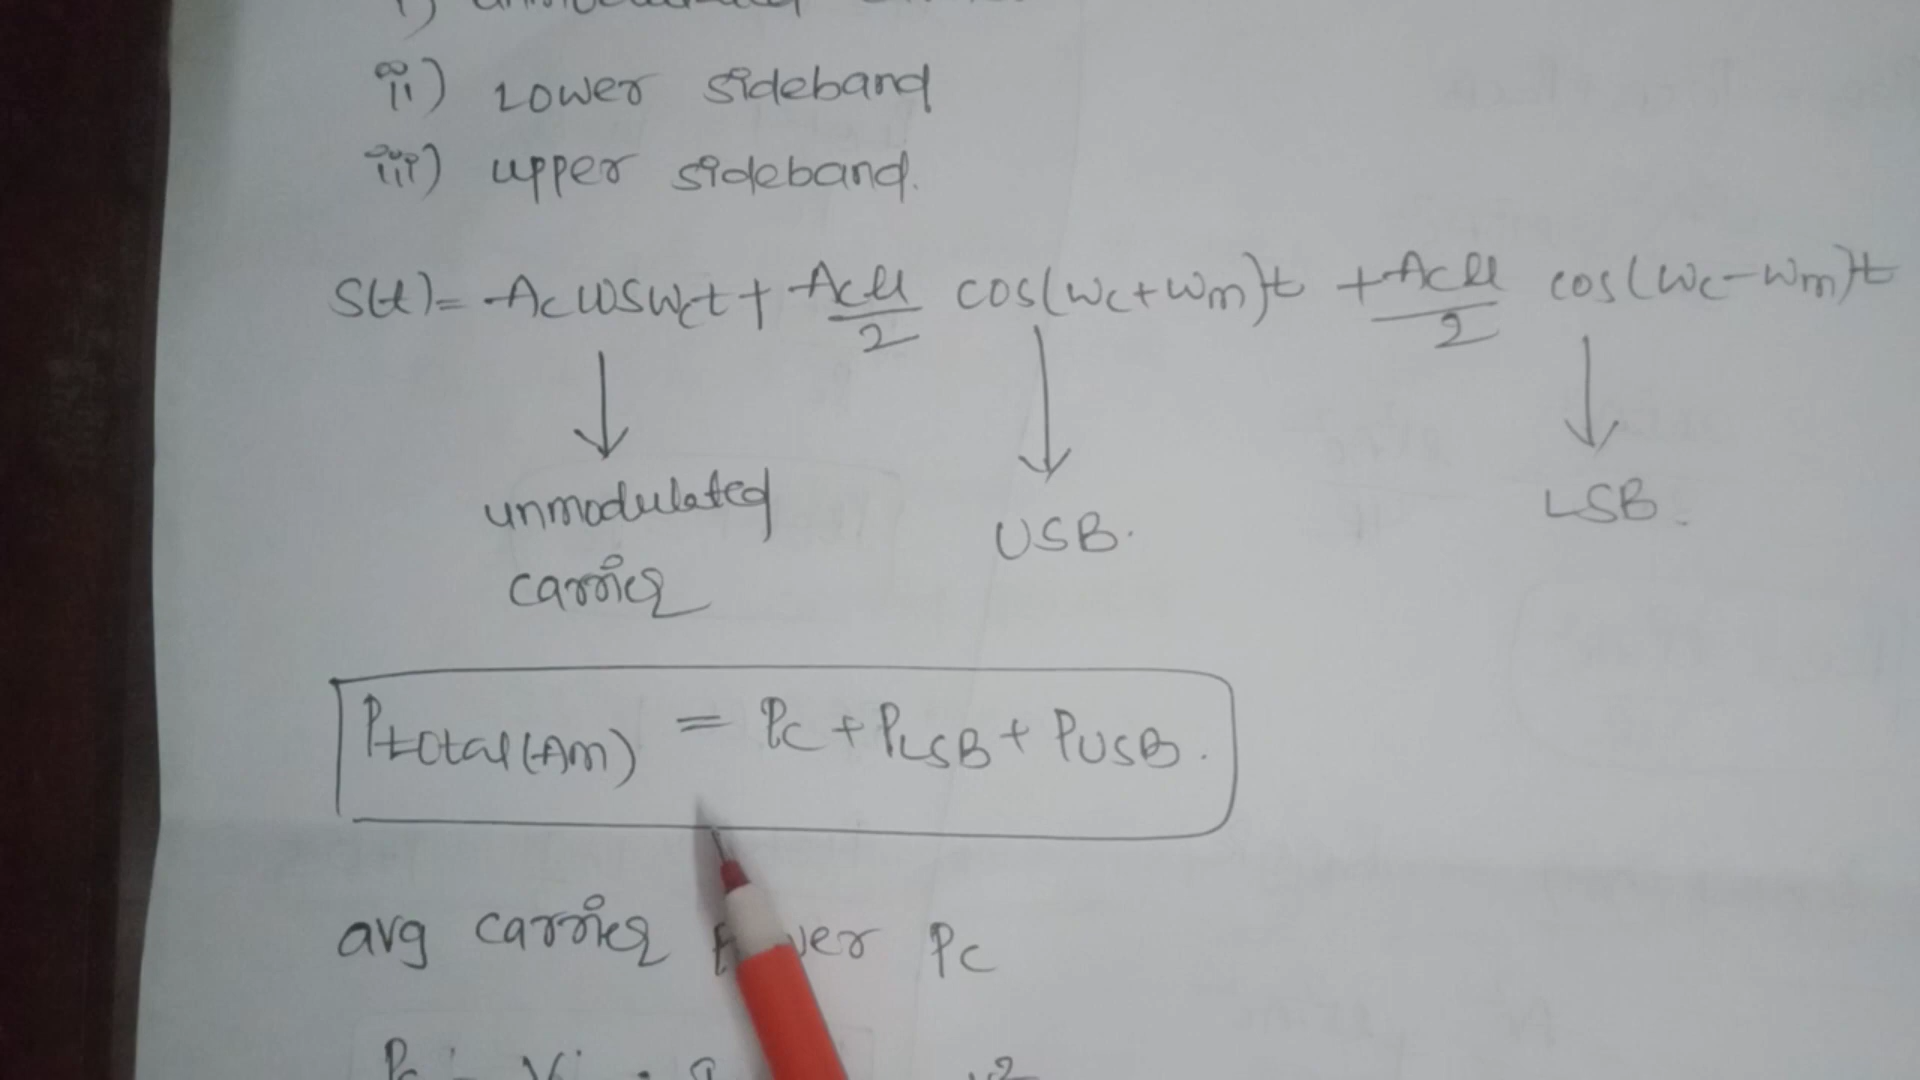 ii) Lower sideband
iii) upper sideband.
S(t) = Ac cos wct + Acμ/2 cos(wc+wm)t + Acμ/2 cos(wc-wm)t
unmodulated carrier
USB.
LSB.
Ptotal(Am) = Pc + PLSB + PUSB.
avg carrier Pc